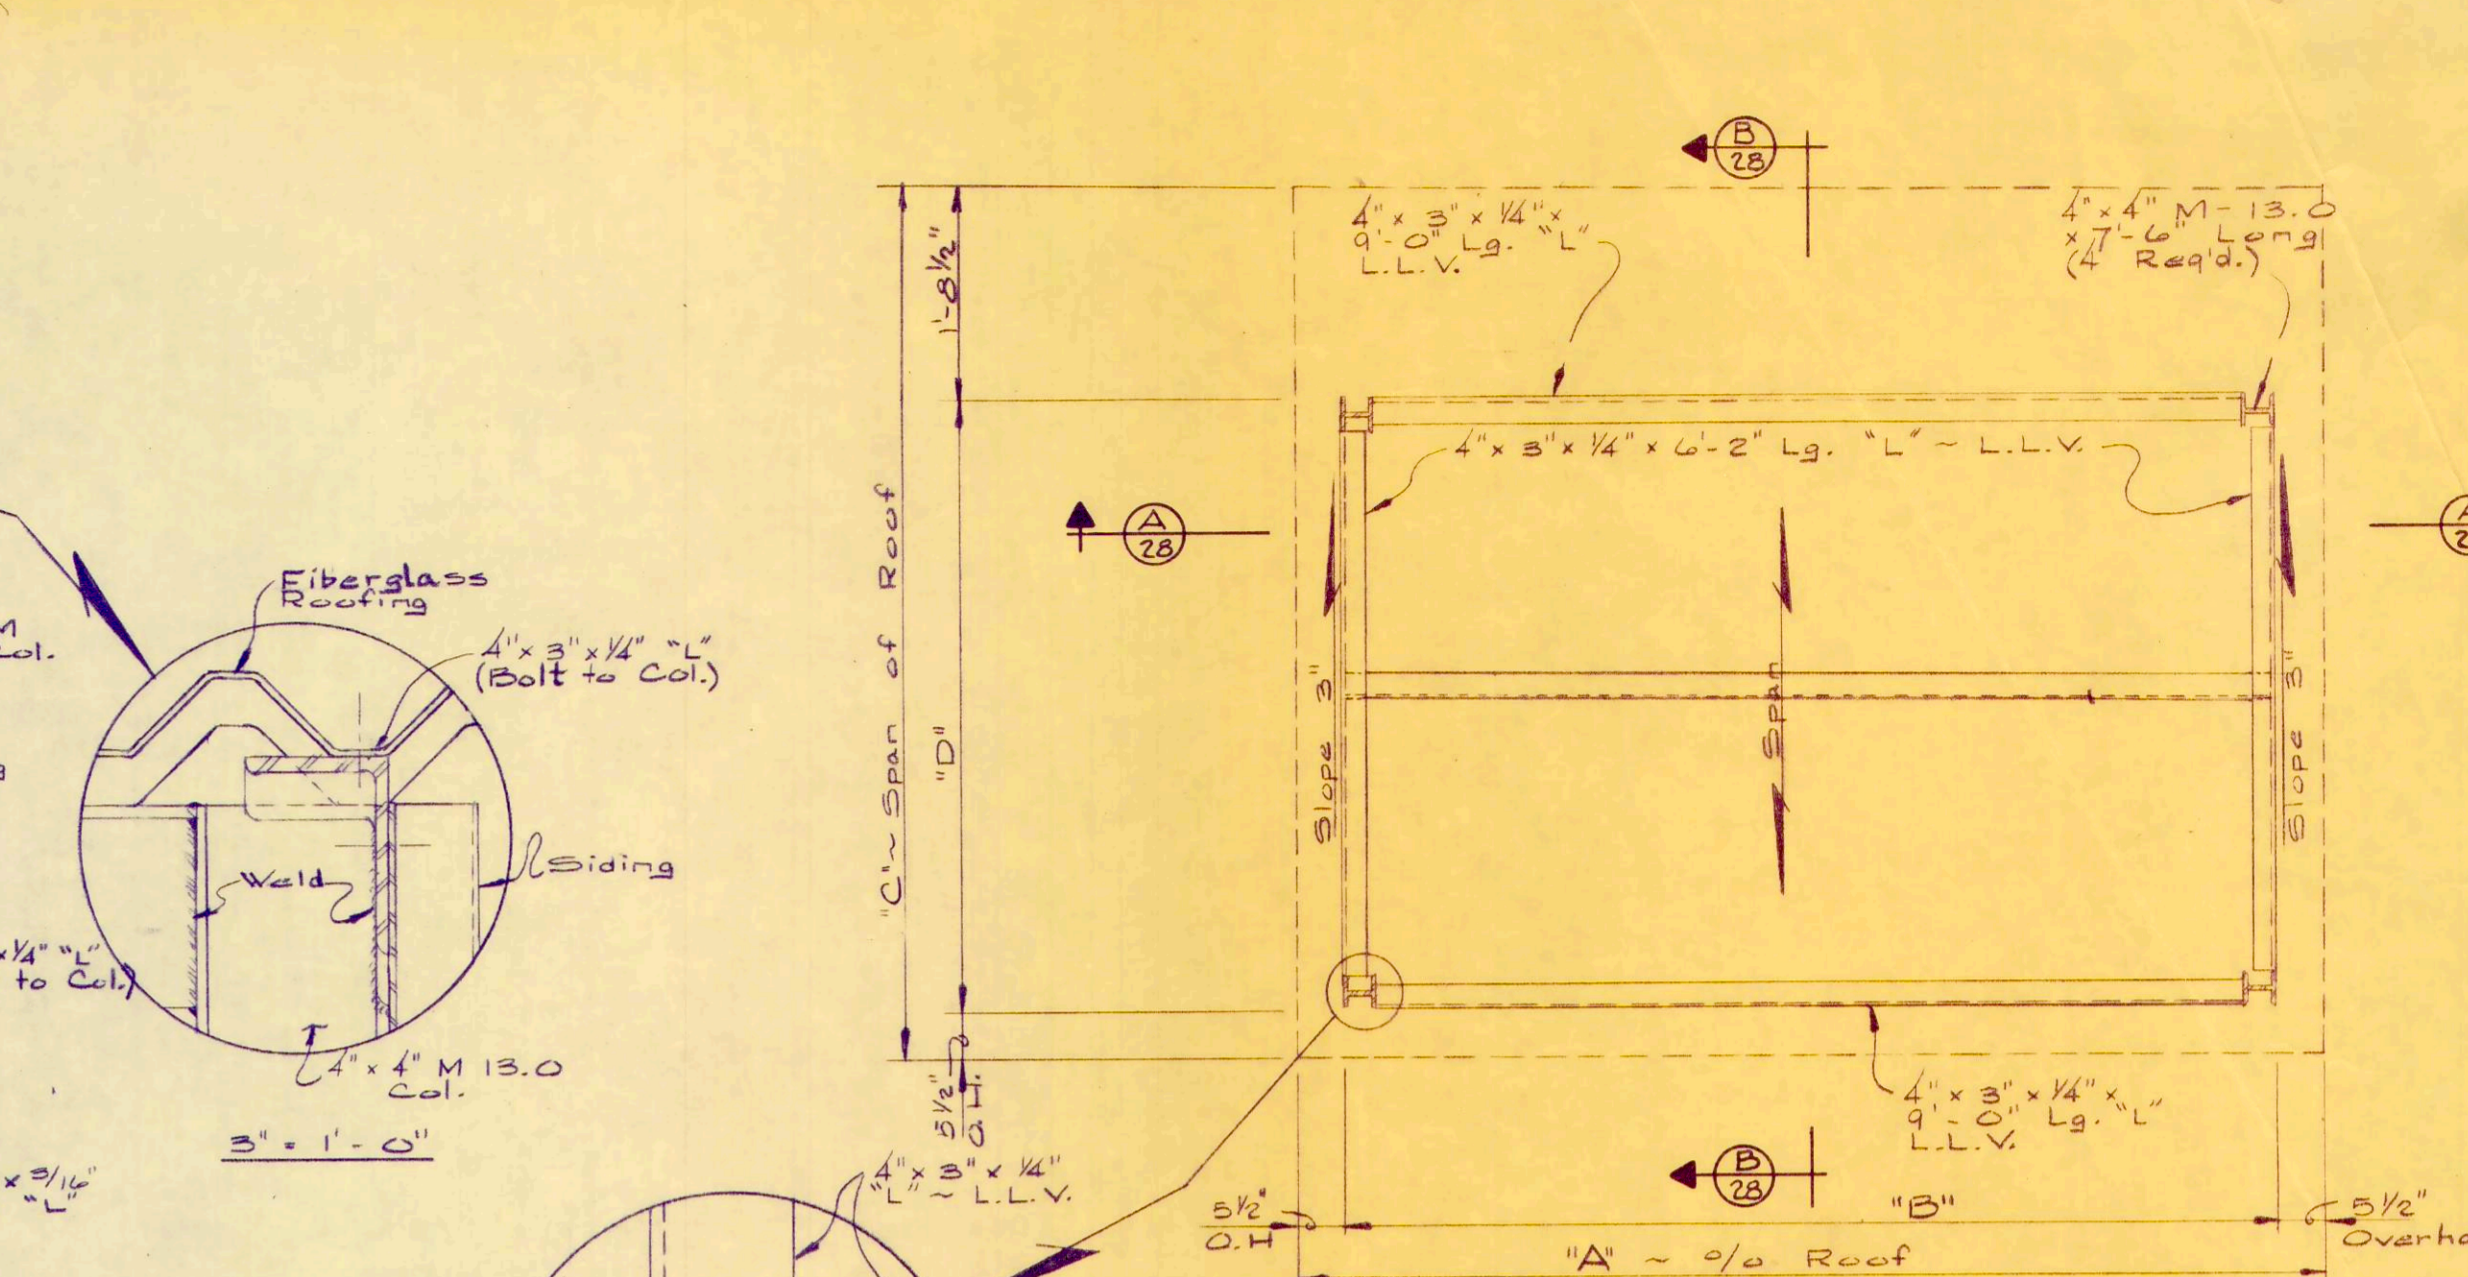 B
28
4" x 3" x 1/4" x
9'-0" Lg. "L"
L.L.V.
4" x 4" M-13.0
x 7'-6" Long
(4 Req'd.)
1'-8 1/2"
4" x 3" x 1/4" x 6'-2" Lg. "L" ~ L.L.V.
A
28
"C" ~ Span of Roof
"D"
Slope 3"
Span
Slope 3"
Fiberglass
Roofing
4" x 3" x 1/4" "L"
(Bolt to Col.)
Col.
Siding
Weld
x 1/4" "L"
to Col.)
4" x 4" M 13.0
Col.
3" = 1'-0"
x 3/16"
"L"
5 1/2"
O.H.
4" x 3" x 1/4"
"L" ~ L.L.V.
4" x 3" x 1/4" x
9'-0" Lg. "L"
L.L.V.
B
28
5 1/2"
O.H
"B"
5 1/2"
"A" ~ o/o Roof